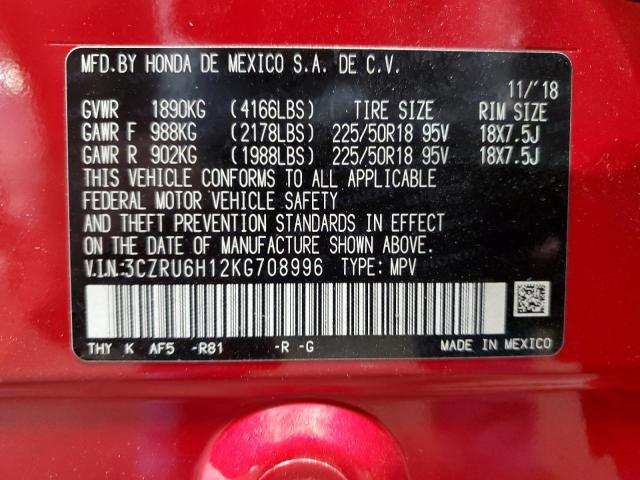 MFD.BY HONDA DE MEXICO S.A. DE C.V.
11/'18
GVWR 1890KG (4166LBS) TIRE SIZE RIM SIZE
GAWR F 988KG (2178LBS) 225/50R18 95V 18X7.5J
GAWR R 902KG (1988LBS) 225/50R18 95V 18X7.5J
THIS VEHICLE CONFORMS TO ALL APPLICABLE
FEDERAL MOTOR VEHICLE SAFETY
AND THEFT PREVENTION STANDARDS IN EFFECT
ON THE DATE OF MANUFACTURE SHOWN ABOVE.
V.I.N.:3CZRU6H12KG708996 TYPE: MPV
THY K AF5 -R81 -R -G MADE IN MEXICO